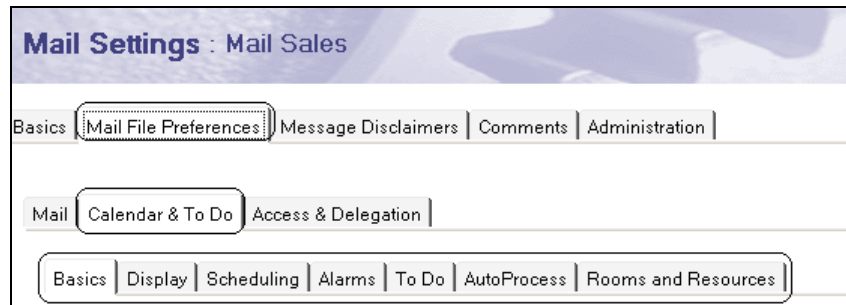 Mail Settings : Mail Sales
Basics Mail File Preferences Message Disclaimers Comments Administration
Mail Calendar & To Do Access & Delegation
Basics Display Scheduling Alarms To Do AutoProcess Rooms and Resources